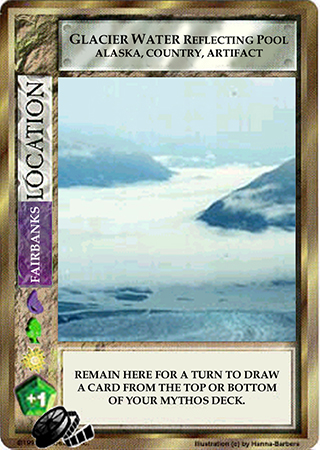 GLACIER WATER REFLECTING POOL
ALASKA, COUNTRY, ARTIFACT
LOCATION
FAIRBANKS
REMAIN HERE FOR A TURN TO DRAW
A CARD FROM THE TOP OR BOTTOM
OF YOUR MYTHOS DECK.
+1
©199
Illustration (c) by Hanna-Barbera